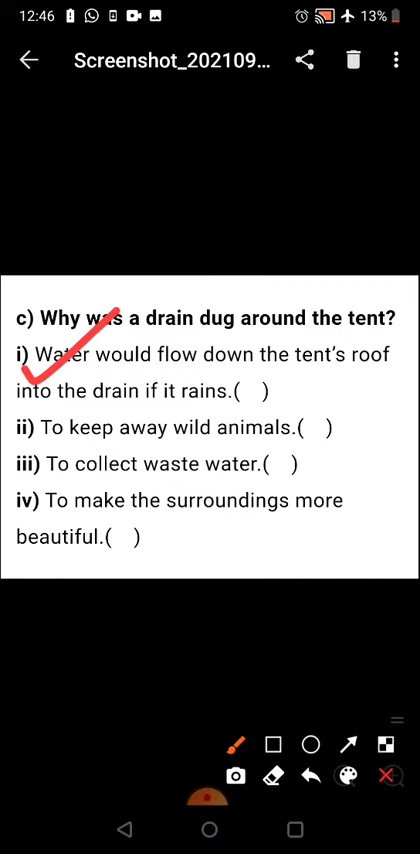 12:46
13%
Screenshot_202109...
c) Why was a drain dug around the tent?
i) Water would flow down the tent's roof
into the drain if it rains.(   )
ii) To keep away wild animals.(   )
iii) To collect waste water.(   )
iv) To make the surroundings more
beautiful.(   )